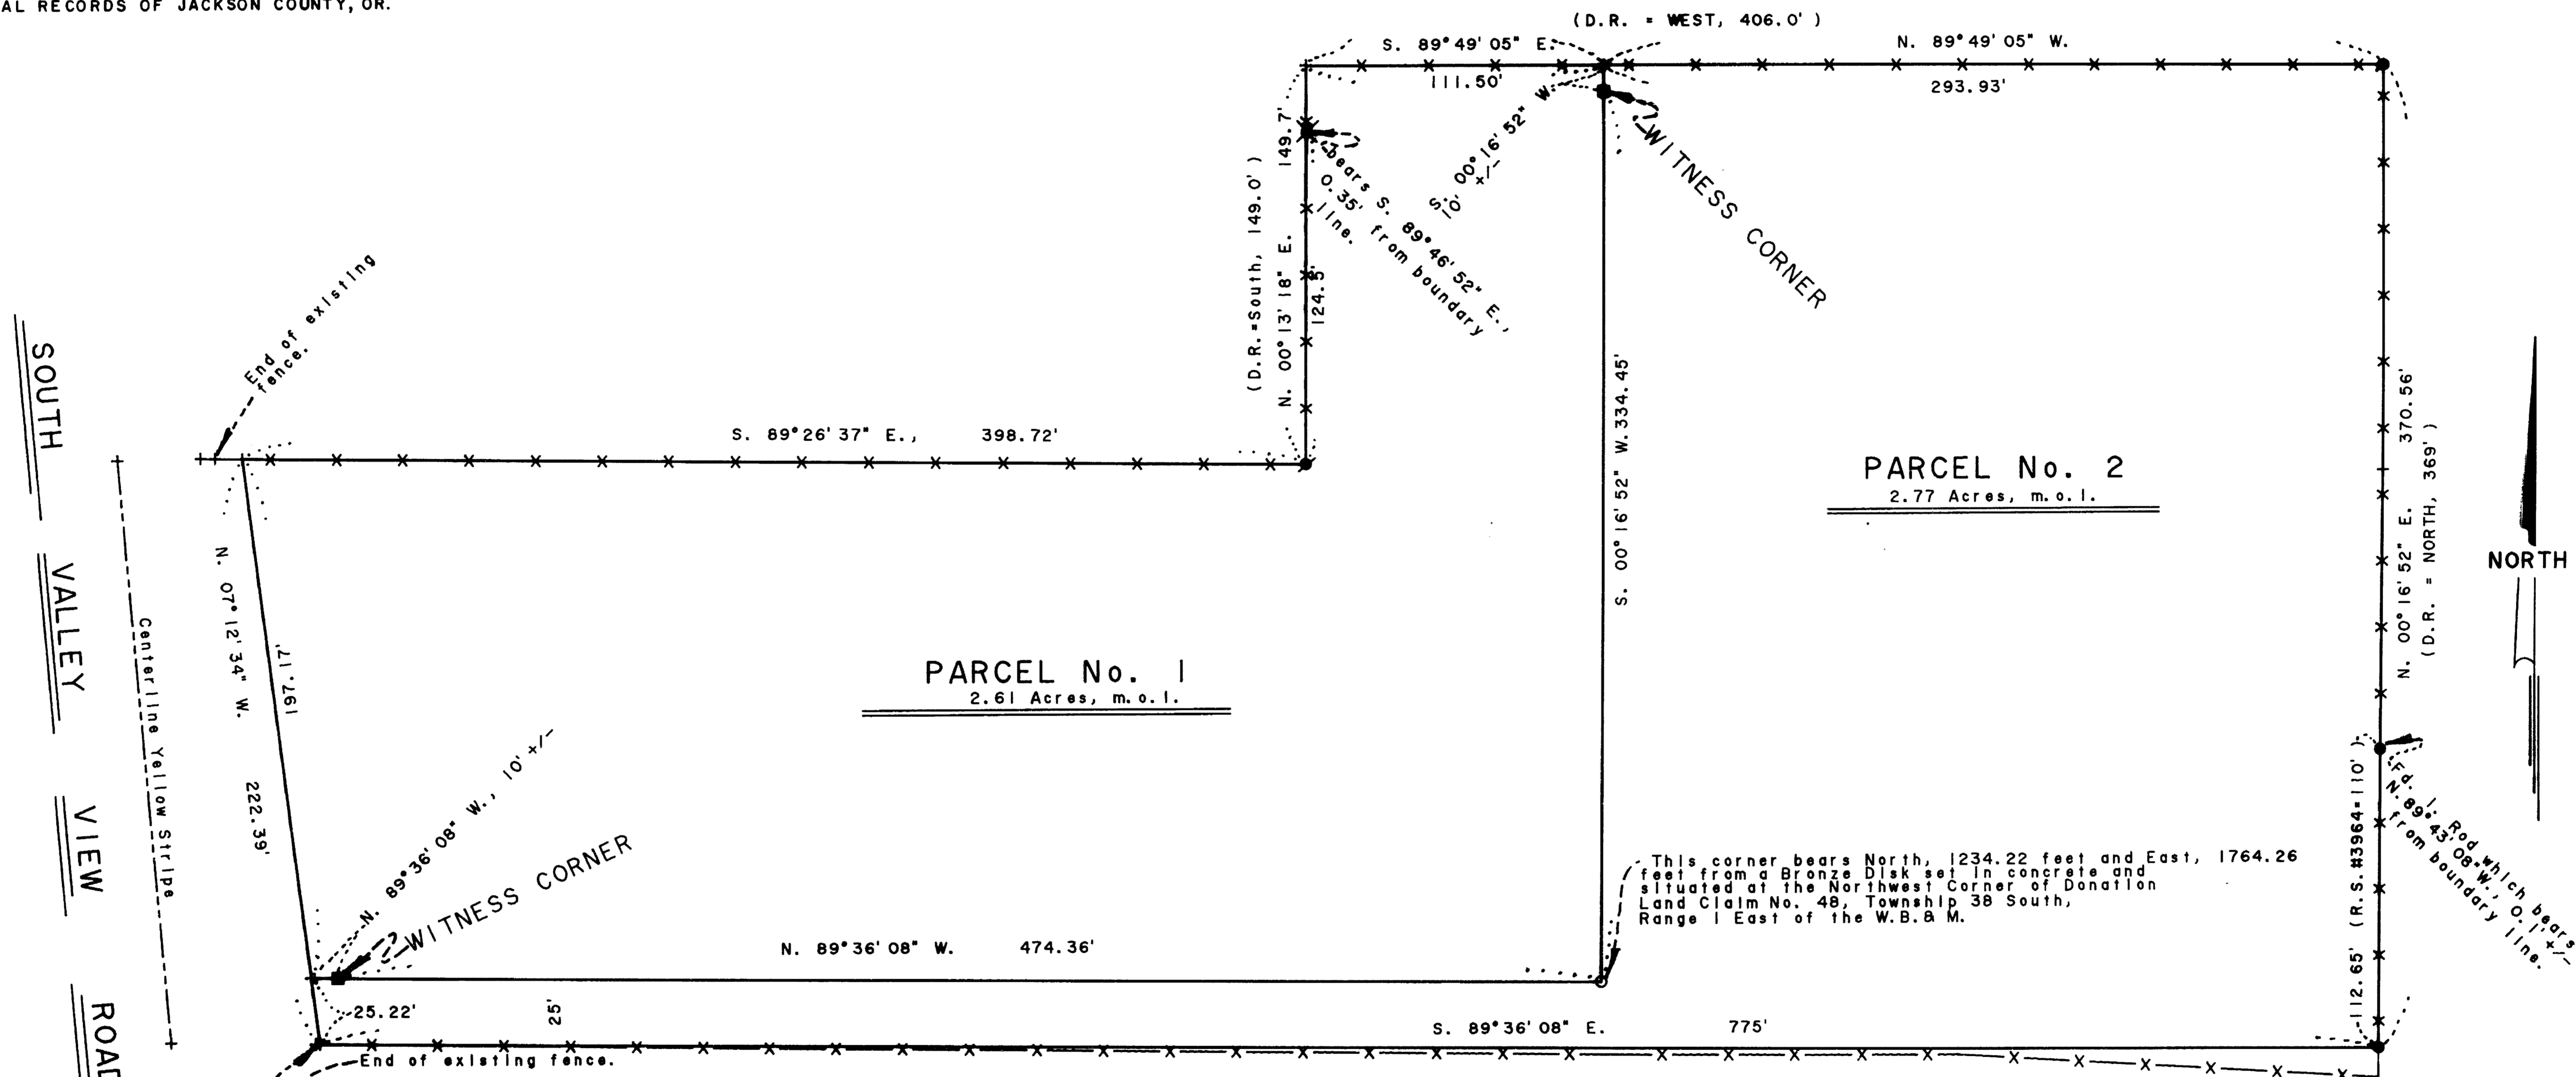 AL RECORDS OF JACKSON COUNTY, OR.
(D.R. = WEST, 406.0' )
S. 89°49'05" E.
N. 89°49'05" W.
111.50'
293.93'
S. 00°16'52" W.
10' +/-
WITNESS CORNER
149.7'
(D.R.=South, 149.0' )
N. 00°13'18" E.
124.5'
bears S. 89°46'52" E.,
0.35' from boundary
line.
End of existing
fence.
S. 89°26'37" E., 398.72'
S. 00°16'52" W. 334.45'
N. 00°16'52" E. 370.56'
(D.R. = NORTH, 369' )
PARCEL No. 2
2.77 Acres, m.o.l.
NORTH
SOUTH
VALLEY
VIEW
ROAD
Centerline Yellow Stripe
N. 07°12'34" W. 222.39'
197.17'
PARCEL No. 1
2.61 Acres, m.o.l.
N. 89°36'08" W., 10' +/-
WITNESS CORNER
N. 89°36'08" W. 474.36'
This corner bears North, 1234.22 feet and East, 1764.26
feet from a Bronze Disk set in concrete and
situated at the Northwest Corner of Donation
Land Claim No. 48, Township 38 South,
Range 1 East of the W.B.& M.
112.65' (R.S.#3964=110' )
Fd. I. Rod which bears
N. 89°43'08"W., 0.1' +/-
from boundary line.
25.22'
25'
S. 89°36'08" E. 775'
End of existing fence.